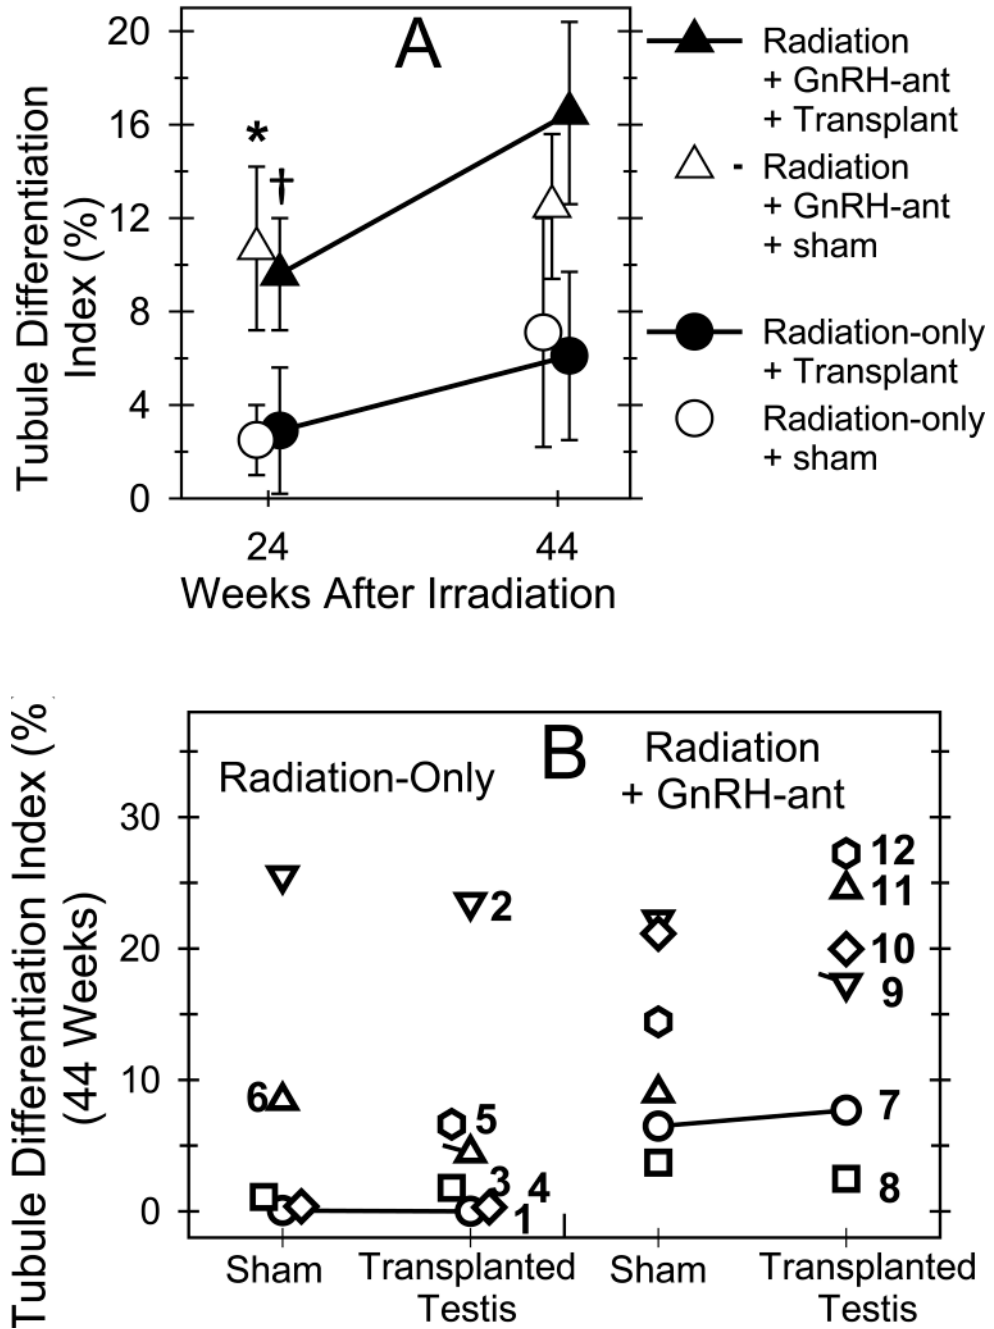 A
20
16
12
8
4
0
Tubule Differentiation
Index (%)
*
†
24
44
Weeks After Irradiation
Radiation
+ GnRH-ant
+ Transplant
Radiation
+ GnRH-ant
+ sham
Radiation-only
+ Transplant
Radiation-only
+ sham
B
Radiation-Only
Radiation
+ GnRH-ant
Tubule Differentiation Index (%
(44 Weeks)
30
20
10
0
2
6
5
3
4
1
12
11
10
9
7
8
Sham
Transplanted
Testis
Sham
Transplanted
Testis